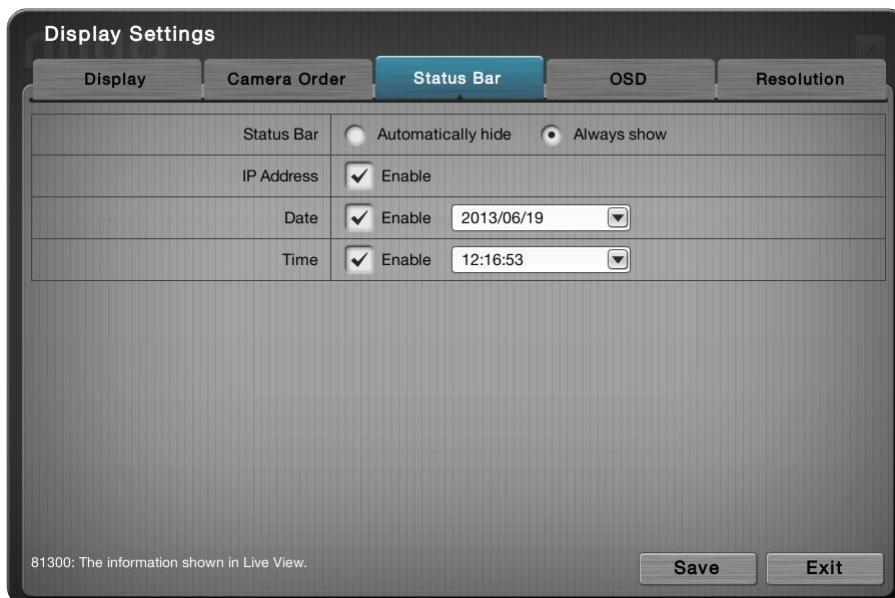 Display Settings
Display Camera Order Status Bar OSD Resolution
Status Bar Automatically hide Always show
IP Address Enable
Date Enable 2013/06/19
Time Enable 12:16:53
81300: The information shown in Live View.
Save Exit